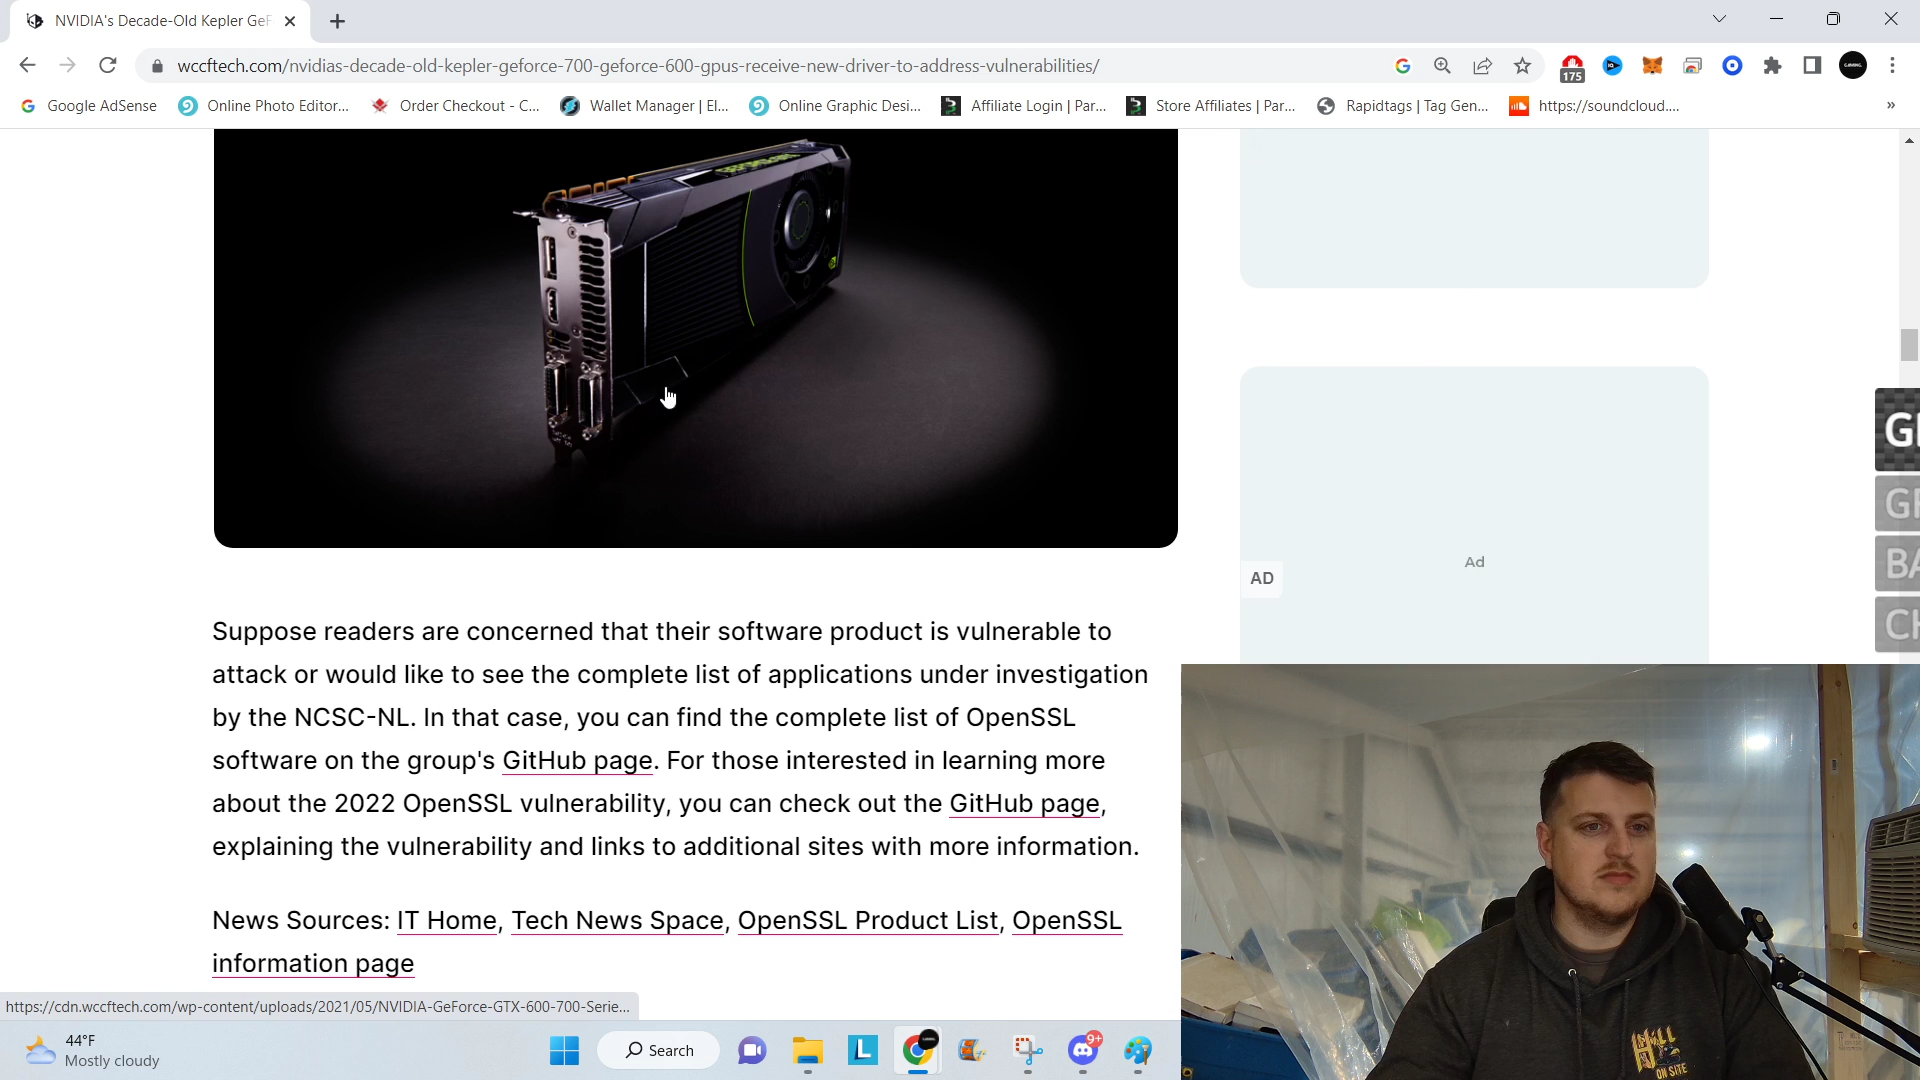 NVIDIA's Decade-Old Kepler GeF
wccftech.com/nvidias-decade-old-kepler-geforce-700-geforce-600-gpus-receive-new-driver-to-address-vulnerabilities/
175
Google AdSense
Online Photo Editor...
Order Checkout - C...
Wallet Manager | El...
Online Graphic Desi...
Affiliate Login | Par...
Store Affiliates | Par...
Rapidtags | Tag Gen...
https://soundcloud....
»
Ad
AD
Suppose readers are concerned that their software product is vulnerable to
attack or would like to see the complete list of applications under investigation
by the NCSC-NL. In that case, you can find the complete list of OpenSSL
software on the group's GitHub page. For those interested in learning more
about the 2022 OpenSSL vulnerability, you can check out the GitHub page,
explaining the vulnerability and links to additional sites with more information.
News Sources: IT Home, Tech News Space, OpenSSL Product List, OpenSSL
information page
https://cdn.wccftech.com/wp-content/uploads/2021/05/NVIDIA-GeForce-GTX-600-700-Serie...
44°F
Mostly cloudy
Search
L
9+
Hill
ON SITE